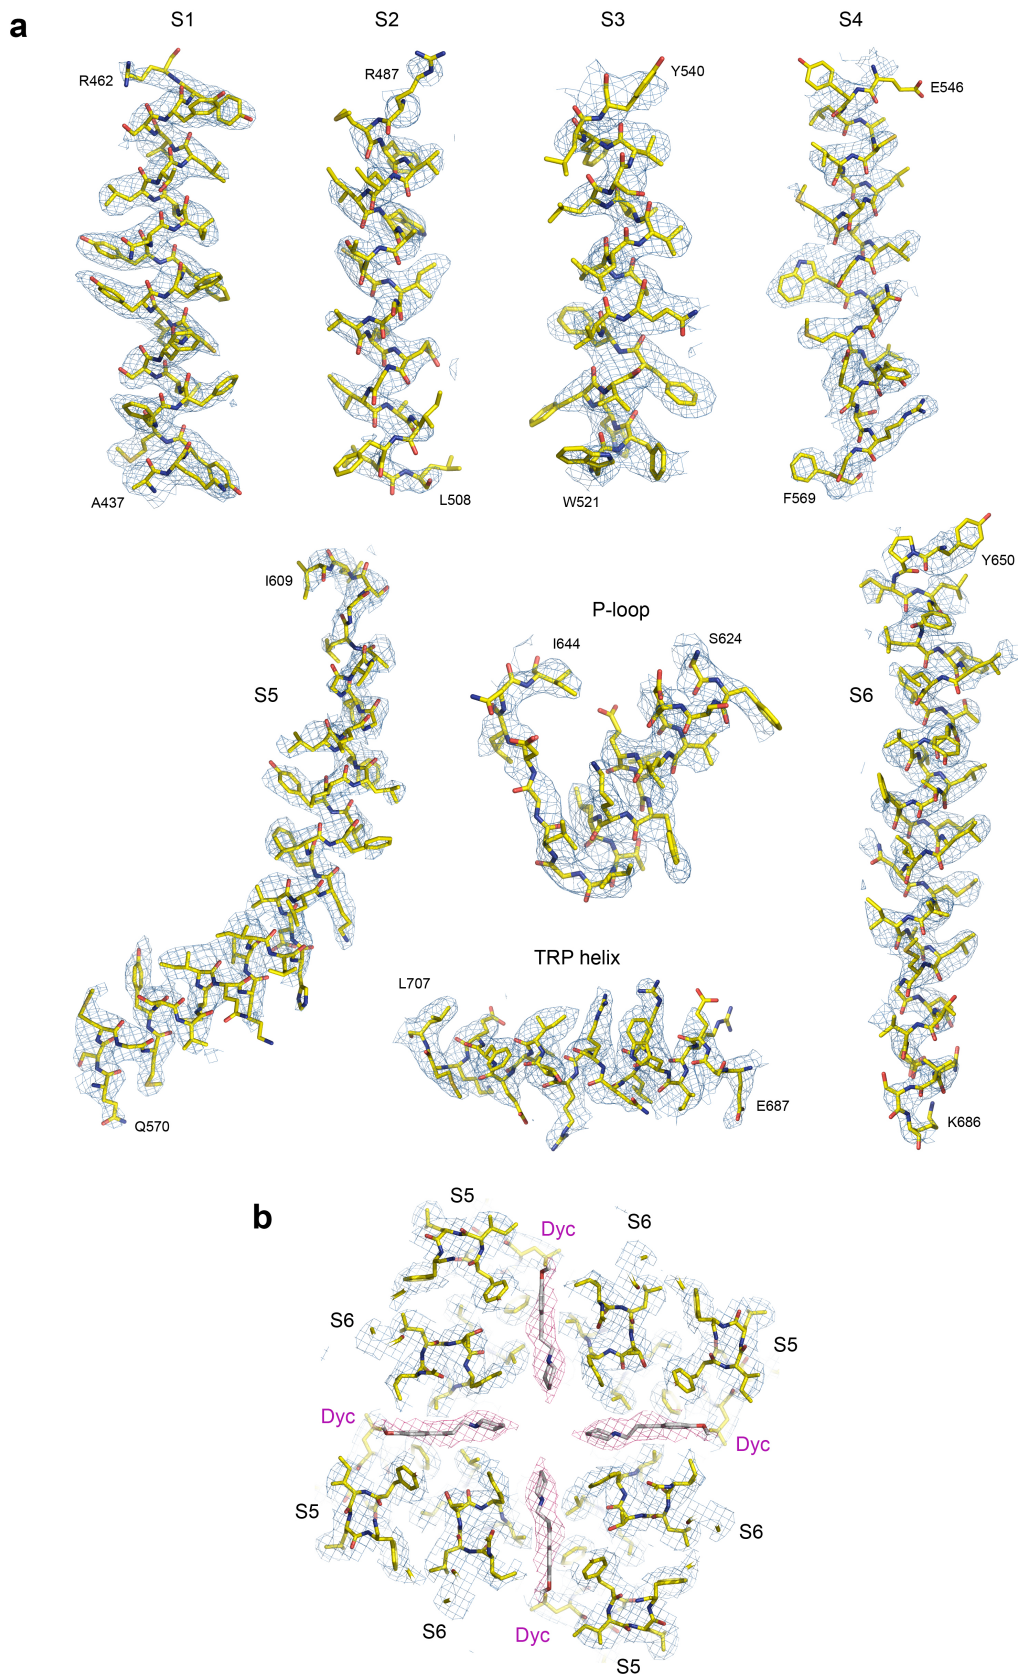 a
S1 S2 S3 S4
R462 R487 Y540 E546
A437 L508 W521 F569
I609 Y650
P-loop
I644 S624
S5 S6
TRP helix
L707
Q570 E687 K686
b
S5 Dyc S6
S6 S5
Dyc Dyc
S5 S6
S6 Dyc S5